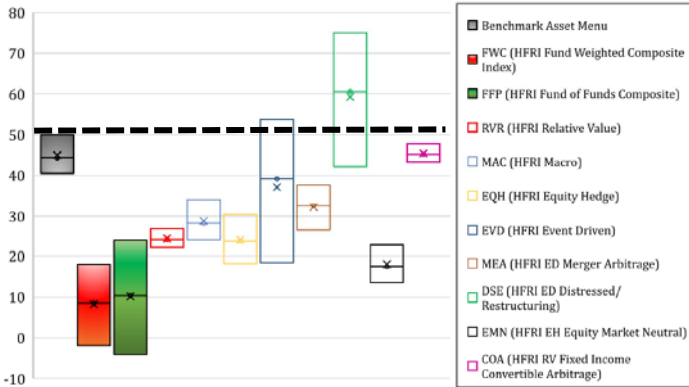 80
70
60
50
40
30
20
10
0
-10
Benchmark Asset Menu
FWC (HFRI Fund Weighted Composite
Index)
FFP (HFRI Fund of Funds Composite)
RVR (HFRI Relative Value)
MAC (HFRI Macro)
EQH (HFRI Equity Hedge)
EVD (HFRI Event Driven)
MEA (HFRI ED Merger Arbitrage)
DSE (HFRI ED Distressed/
Restructuring)
EMN (HFRI EH Equity Market Neutral)
COA (HFRI RV Fixed Income
Convertible Arbitrage)